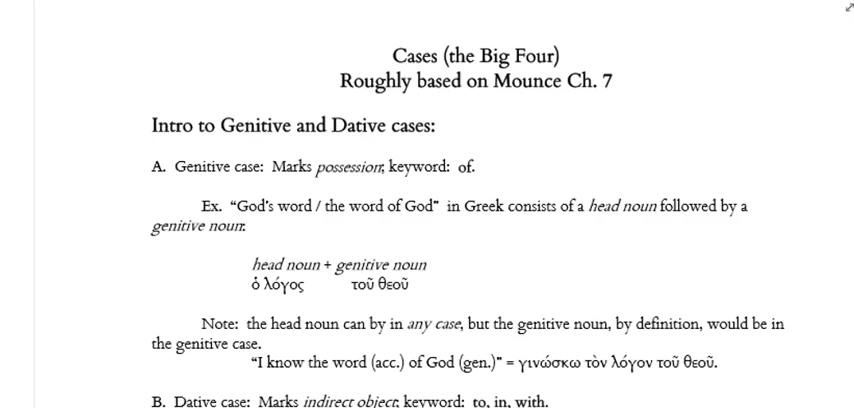 Cases (the Big Four)
Roughly based on Mounce Ch. 7
Intro to Genitive and Dative cases:
A. Genitive case: Marks possession; keyword: of.
Ex. “God's word / the word of God” in Greek consists of a head noun followed by a
genitive noun:
head noun + genitive noun
ὁ λόγος τοῦ θεοῦ
Note: the head noun can by in any case, but the genitive noun, by definition, would be in
the genitive case.
“I know the word (acc.) of God (gen.)” = γινώσκω τὸν λόγον τοῦ θεοῦ.
B. Dative case: Marks indirect object; keyword: to, in, with.